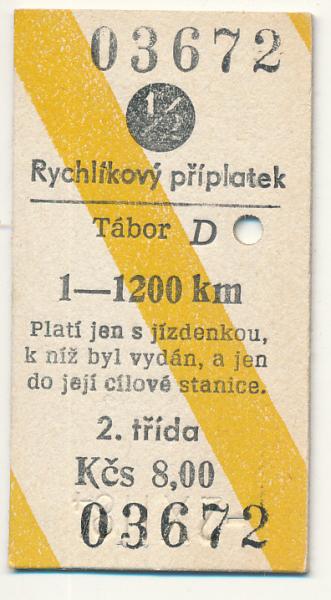 03672
1/2
Rychlíkový příplatek
Tábor D
1—1200 km
Platí jen s jízdenkou,
k níž byl vydán, a jen
do její cílové stanice.
2. třída
Kčs 8,00
03672